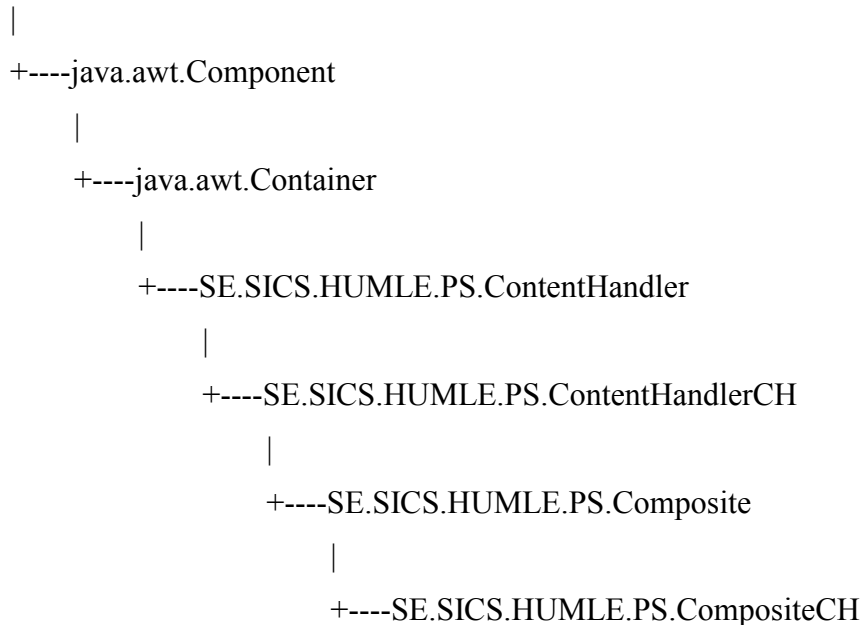 |
+----java.awt.Component
|
+----java.awt.Container
|
+----SE.SICS.HUMLE.PS.ContentHandler
|
+----SE.SICS.HUMLE.PS.ContentHandlerCH
|
+----SE.SICS.HUMLE.PS.Composite
|
+----SE.SICS.HUMLE.PS.CompositeCH